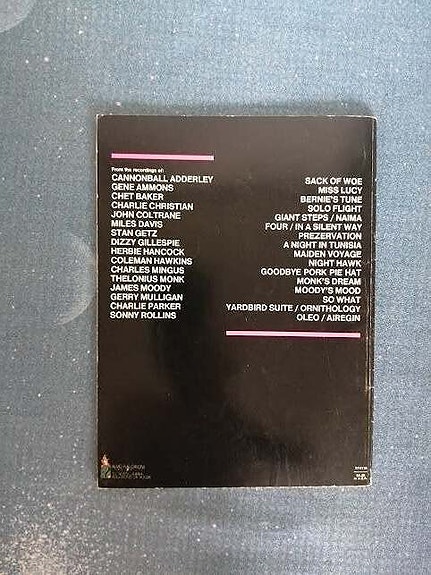 From the recordings of:
CANNONBALL ADDERLEY
GENE AMMONS
CHET BAKER
CHARLIE CHRISTIAN
JOHN COLTRANE
MILES DAVIS
STAN GETZ
DIZZY GILLESPIE
HERBIE HANCOCK
COLEMAN HAWKINS
CHARLES MINGUS
THELONIUS MONK
JAMES MOODY
GERRY MULLIGAN
CHARLIE PARKER
SONNY ROLLINS
SACK OF WOE
MISS LUCY
BERNIE'S TUNE
SOLO FLIGHT
GIANT STEPS / NAIMA
FOUR / IN A SILENT WAY
PREZERVATION
A NIGHT IN TUNISIA
MAIDEN VOYAGE
NIGHT HAWK
GOODBYE PORK PIE HAT
MONK'S DREAM
MOODY'S MOOD
SO WHAT
YARDBIRD SUITE / ORNITHOLOGY
OLEO / AIREGIN